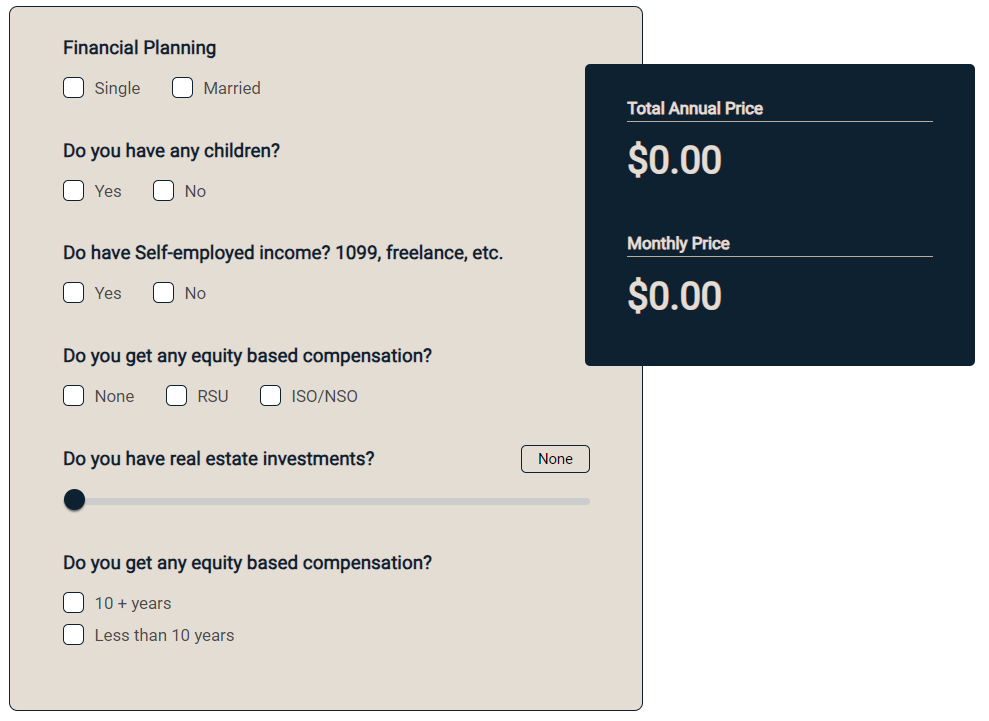 Financial Planning
Single Married
Do you have any children?
Yes No
Do have Self-employed income? 1099, freelance, etc.
Yes No
Do you get any equity based compensation?
None RSU ISO/NSO
Do you have real estate investments? None
Do you get any equity based compensation?
10 + years
Less than 10 years
Total Annual Price
$0.00
Monthly Price
$0.00